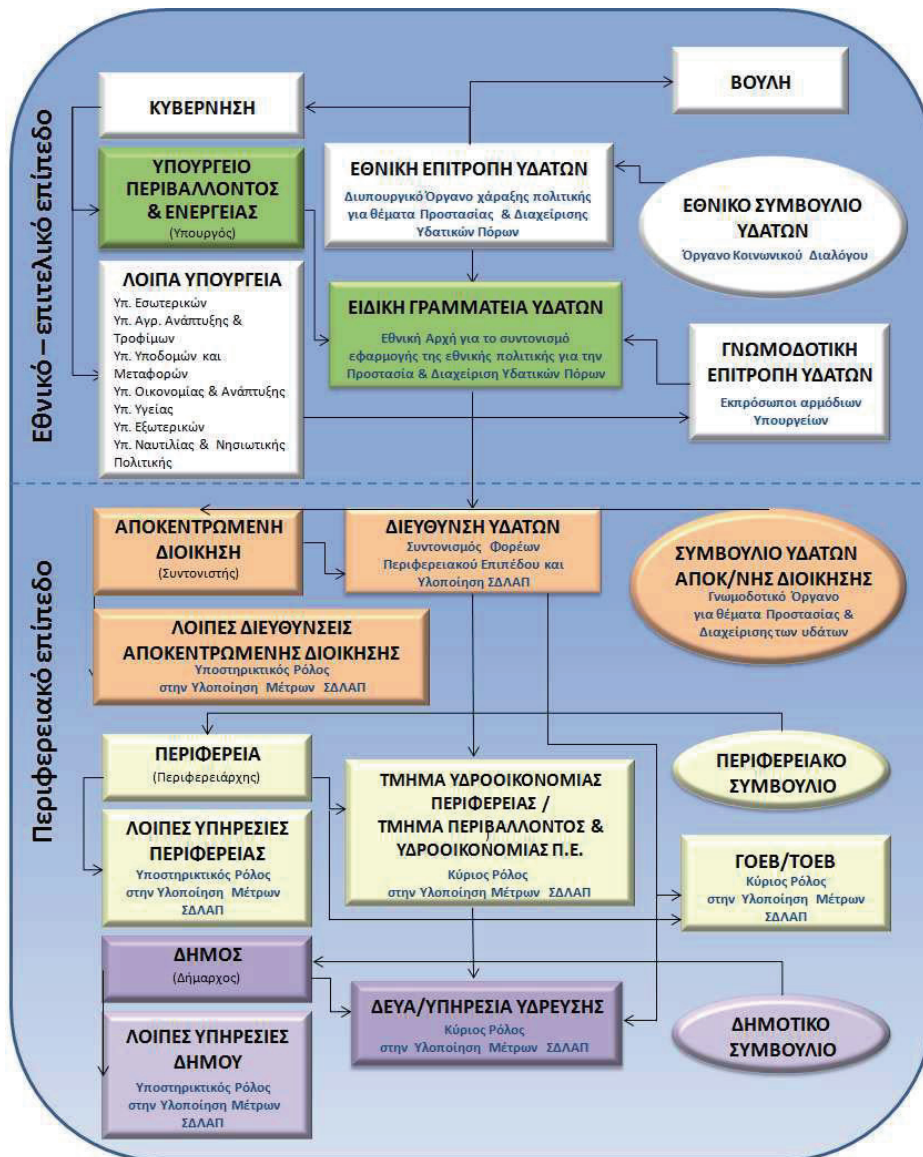 Εθνικό – επιτελικό επίπεδο
ΚΥΒΕΡΝΗΣΗ
ΒΟΥΛΗ
ΥΠΟΥΡΓΕΙΟ
ΠΕΡΙΒΑΛΛΟΝΤΟΣ
& ΕΝΕΡΓΕΙΑΣ
(Υπουργός)
ΕΘΝΙΚΗ ΕΠΙΤΡΟΠΗ ΥΔΑΤΩΝ
Διυπουργικό Όργανο χάραξης πολιτικής
για θέματα Προστασίας & Διαχείρισης
Υδατικών Πόρων
ΕΘΝΙΚΟ ΣΥΜΒΟΥΛΙΟ
ΥΔΑΤΩΝ
Όργανο Κοινωνικού Διαλόγου
ΛΟΙΠΑ ΥΠΟΥΡΓΕΙΑ
Υπ. Εσωτερικών
Υπ. Αγρ. Ανάπτυξης &
Τροφίμων
Υπ. Υποδομών και
Μεταφορών
Υπ. Οικονομίας & Ανάπτυξης
Υπ. Υγείας
Υπ. Εξωτερικών
Υπ. Ναυτιλίας & Νησιωτικής
Πολιτικής
ΕΙΔΙΚΗ ΓΡΑΜΜΑΤΕΙΑ ΥΔΑΤΩΝ
Εθνική Αρχή για το συντονισμό
εφαρμογής της εθνικής πολιτικής για την
Προστασία & Διαχείριση Υδατικών Πόρων
ΓΝΩΜΟΔΟΤΙΚΗ
ΕΠΙΤΡΟΠΗ ΥΔΑΤΩΝ
Εκπρόσωποι αρμόδιων
Υπουργείων
Περιφερειακό επίπεδο
ΑΠΟΚΕΝΤΡΩΜΕΝΗ
ΔΙΟΙΚΗΣΗ
(Συντονιστής)
ΔΙΕΥΘΥΝΣΗ ΥΔΑΤΩΝ
Συντονισμός Φορέων
Περιφερειακού Επιπέδου και
Υλοποίηση ΣΔΛΑΠ
ΣΥΜΒΟΥΛΙΟ ΥΔΑΤΩΝ
ΑΠΟΚ/ΝΗΣ ΔΙΟΙΚΗΣΗΣ
Γνωμοδοτικό Όργανο
για θέματα Προστασίας &
Διαχείρισης των υδάτων
ΛΟΙΠΕΣ ΔΙΕΥΘΥΝΣΕΙΣ
ΑΠΟΚΕΝΤΡΩΜΕΝΗΣ ΔΙΟΙΚΗΣΗΣ
Υποστηρικτικός Ρόλος
στην Υλοποίηση Μέτρων ΣΔΛΑΠ
ΠΕΡΙΦΕΡΕΙΑ
(Περιφερειάρχης)
ΠΕΡΙΦΕΡΕΙΑΚΟ
ΣΥΜΒΟΥΛΙΟ
ΤΜΗΜΑ ΥΔΡΟΟΙΚΟΝΟΜΙΑΣ
ΠΕΡΙΦΕΡΕΙΑΣ /
ΤΜΗΜΑ ΠΕΡΙΒΑΛΛΟΝΤΟΣ &
ΥΔΡΟΟΙΚΟΝΟΜΙΑΣ Π.Ε.
Κύριος Ρόλος
στην Υλοποίηση Μέτρων ΣΔΛΑΠ
ΛΟΙΠΕΣ ΥΠΗΡΕΣΙΕΣ
ΠΕΡΙΦΕΡΕΙΑΣ
Υποστηρικτικός Ρόλος
στην Υλοποίηση Μέτρων
ΣΔΛΑΠ
ΓΟΕΒ/ΤΟΕΒ
Κύριος Ρόλος
στην Υλοποίηση Μέτρων
ΣΔΛΑΠ
ΔΗΜΟΣ
(Δήμαρχος)
ΔΕΥΑ/ΥΠΗΡΕΣΙΑ ΥΔΡΕΥΣΗΣ
Κύριος Ρόλος
στην Υλοποίηση Μέτρων ΣΔΛΑΠ
ΔΗΜΟΤΙΚΟ
ΣΥΜΒΟΥΛΙΟ
ΛΟΙΠΕΣ ΥΠΗΡΕΣΙΕΣ
ΔΗΜΟΥ
Υποστηρικτικός Ρόλος
στην Υλοποίηση Μέτρων
ΣΔΛΑΠ